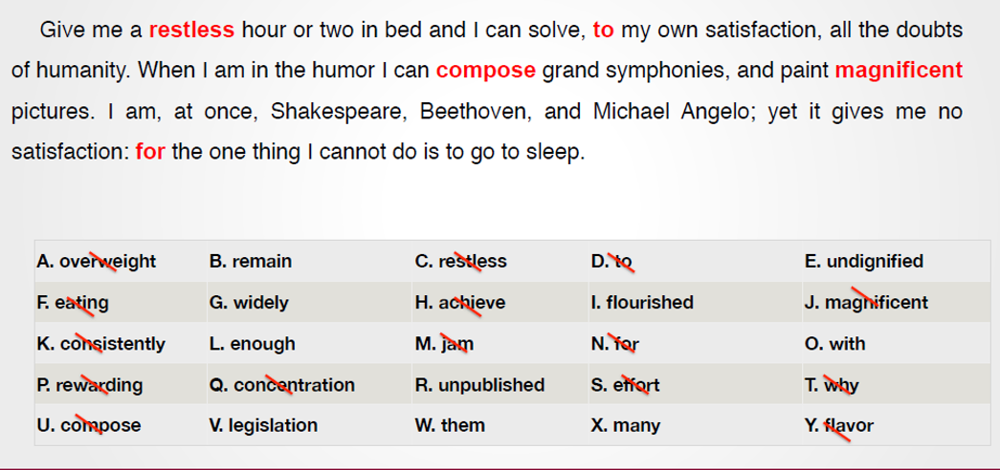 Give me a restless hour or two in bed and I can solve, to my own satisfaction, all the doubts
of humanity. When I am in the humor I can compose grand symphonies, and paint magnificent
pictures. I am, at once, Shakespeare, Beethoven, and Michael Angelo; yet it gives me no
satisfaction: for the one thing I cannot do is to go to sleep.
A. overweight B. remain C. restless D. to E. undignified
F. eating G. widely H. achieve I. flourished J. magnificent
K. consistently L. enough M. jam N. for O. with
P. rewarding Q. concentration R. unpublished S. effort T. why
U. compose V. legislation W. them X. many Y. flavor